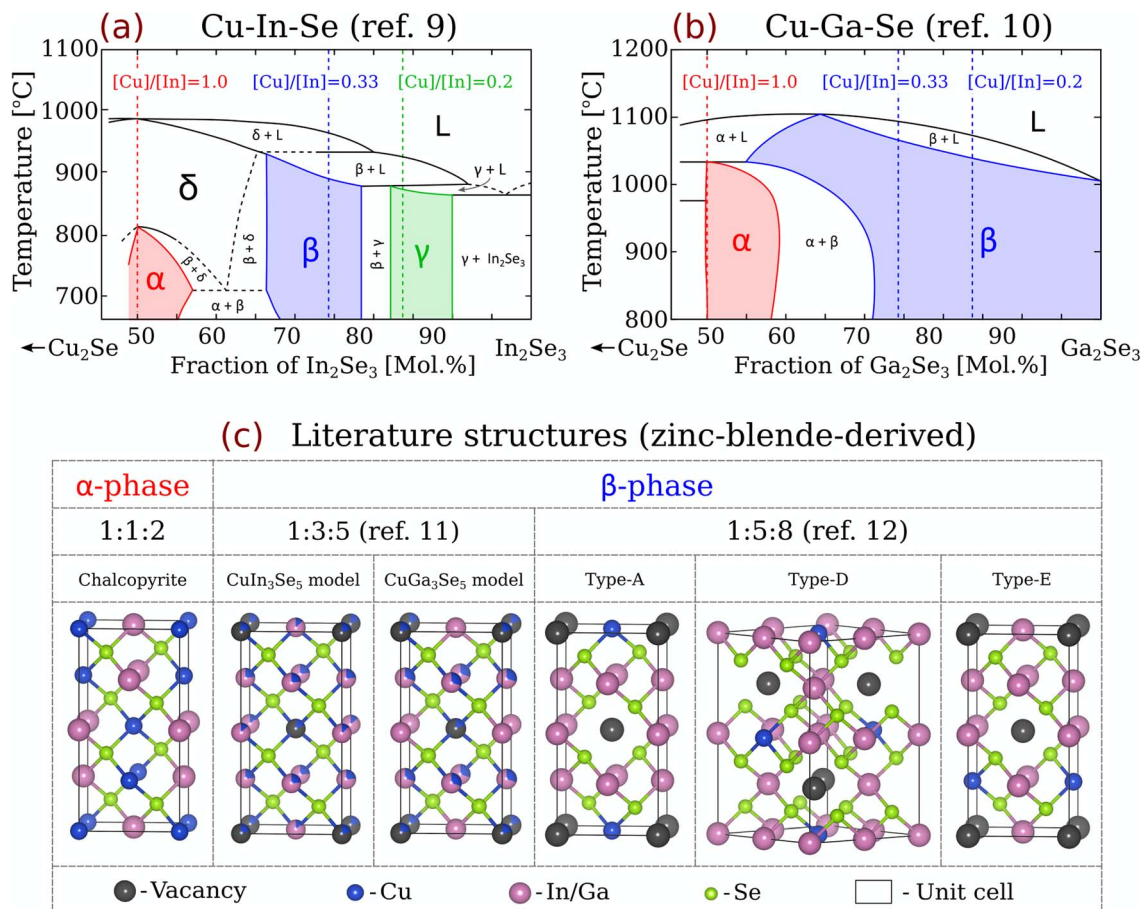 (a) Cu-In-Se (ref. 9)
1100
1000
900
800
700
Temperature [°C]
[Cu]/[In]=1.0
[Cu]/[In]=0.33
[Cu]/[In]=0.2
L
δ + L
β + L
γ + L
δ
β + δ
β + δ
α
α + β
β
β + γ
γ
γ + In₂Se₃
50
60
70
80
90
←Cu₂Se
In₂Se₃
Fraction of In₂Se₃ [Mol.%]
(b) Cu-Ga-Se (ref. 10)
1200
1100
1000
900
800
Temperature [°C]
[Cu]/[In]=1.0
[Cu]/[In]=0.33
[Cu]/[In]=0.2
L
α + L
β + L
α
α + β
β
50
60
70
80
90
←Cu₂Se
Ga₂Se₃
Fraction of Ga₂Se₃ [Mol.%]
(c) Literature structures (zinc-blende-derived)
α-phase
β-phase
1:1:2
1:3:5 (ref. 11)
1:5:8 (ref. 12)
Chalcopyrite
CuIn₃Se₅ model
CuGa₃Se₅ model
Type-A
Type-D
Type-E
-Vacancy
-Cu
-In/Ga
-Se
- Unit cell